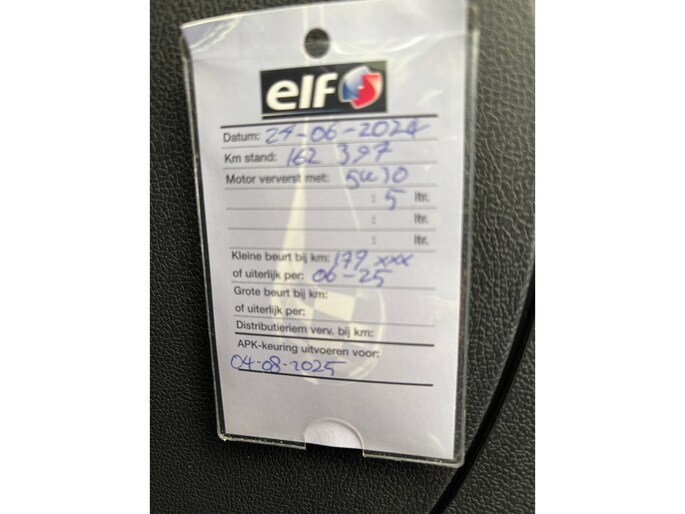 elf
Datum: 24-06-2024
Km stand: 162 397
Motor ververst met: 5w30
: 5 ltr.
: ltr.
: ltr.
Kleine beurt bij km: 177 xxx
of uiterlijk per: 06-25
Grote beurt bij km:
of uiterlijk per:
Distributieriem verv. bij km:
APK-keuring uitvoeren voor:
04-08-2025